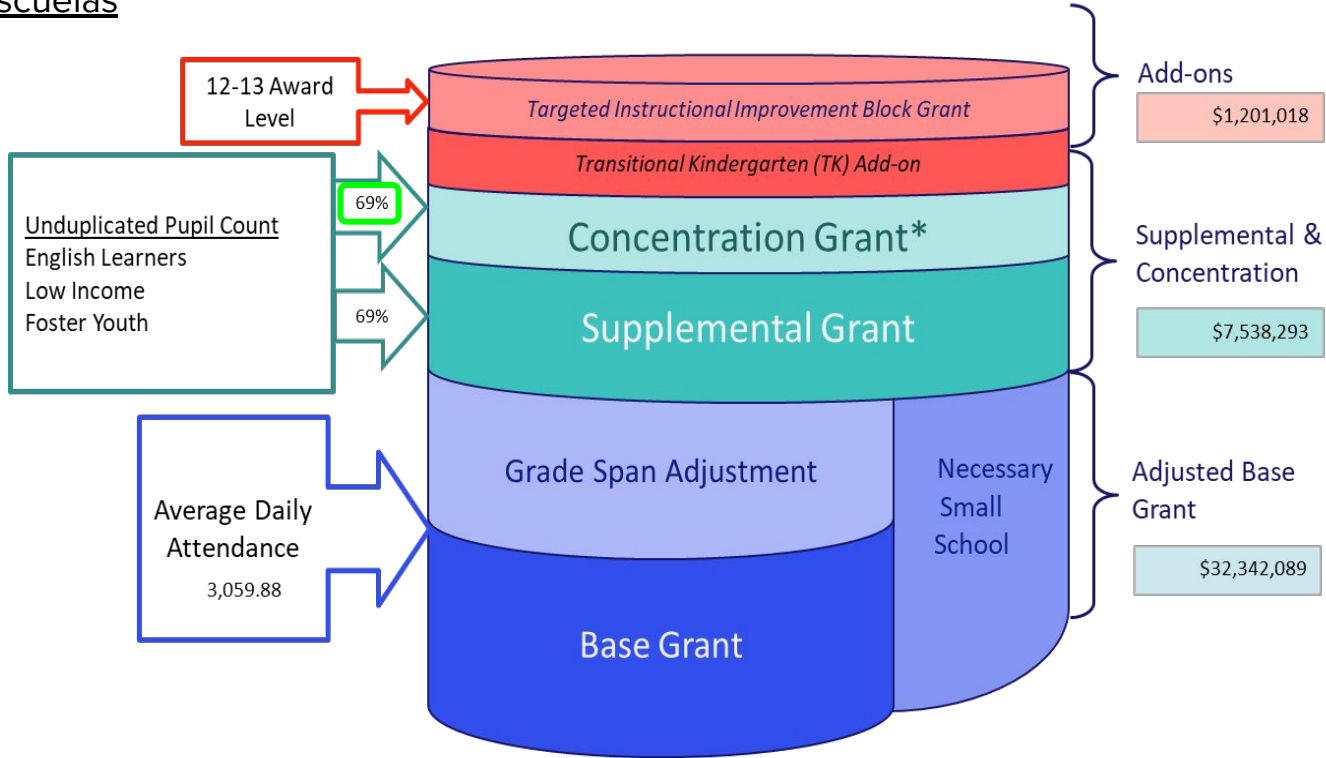 scuelas
12-13 Award
Level
Targeted Instructional Improvement Block Grant
Transitional Kindergarten (TK) Add-on
Add-ons
$1,201,018
Unduplicated Pupil Count
English Learners
Low Income
Foster Youth
69%
69%
Concentration Grant*
Supplemental Grant
Supplemental &
Concentration
$7,538,293
Average Daily
Attendance
3,059.88
Grade Span Adjustment
Base Grant
Necessary
Small
School
Adjusted Base
Grant
$32,342,089